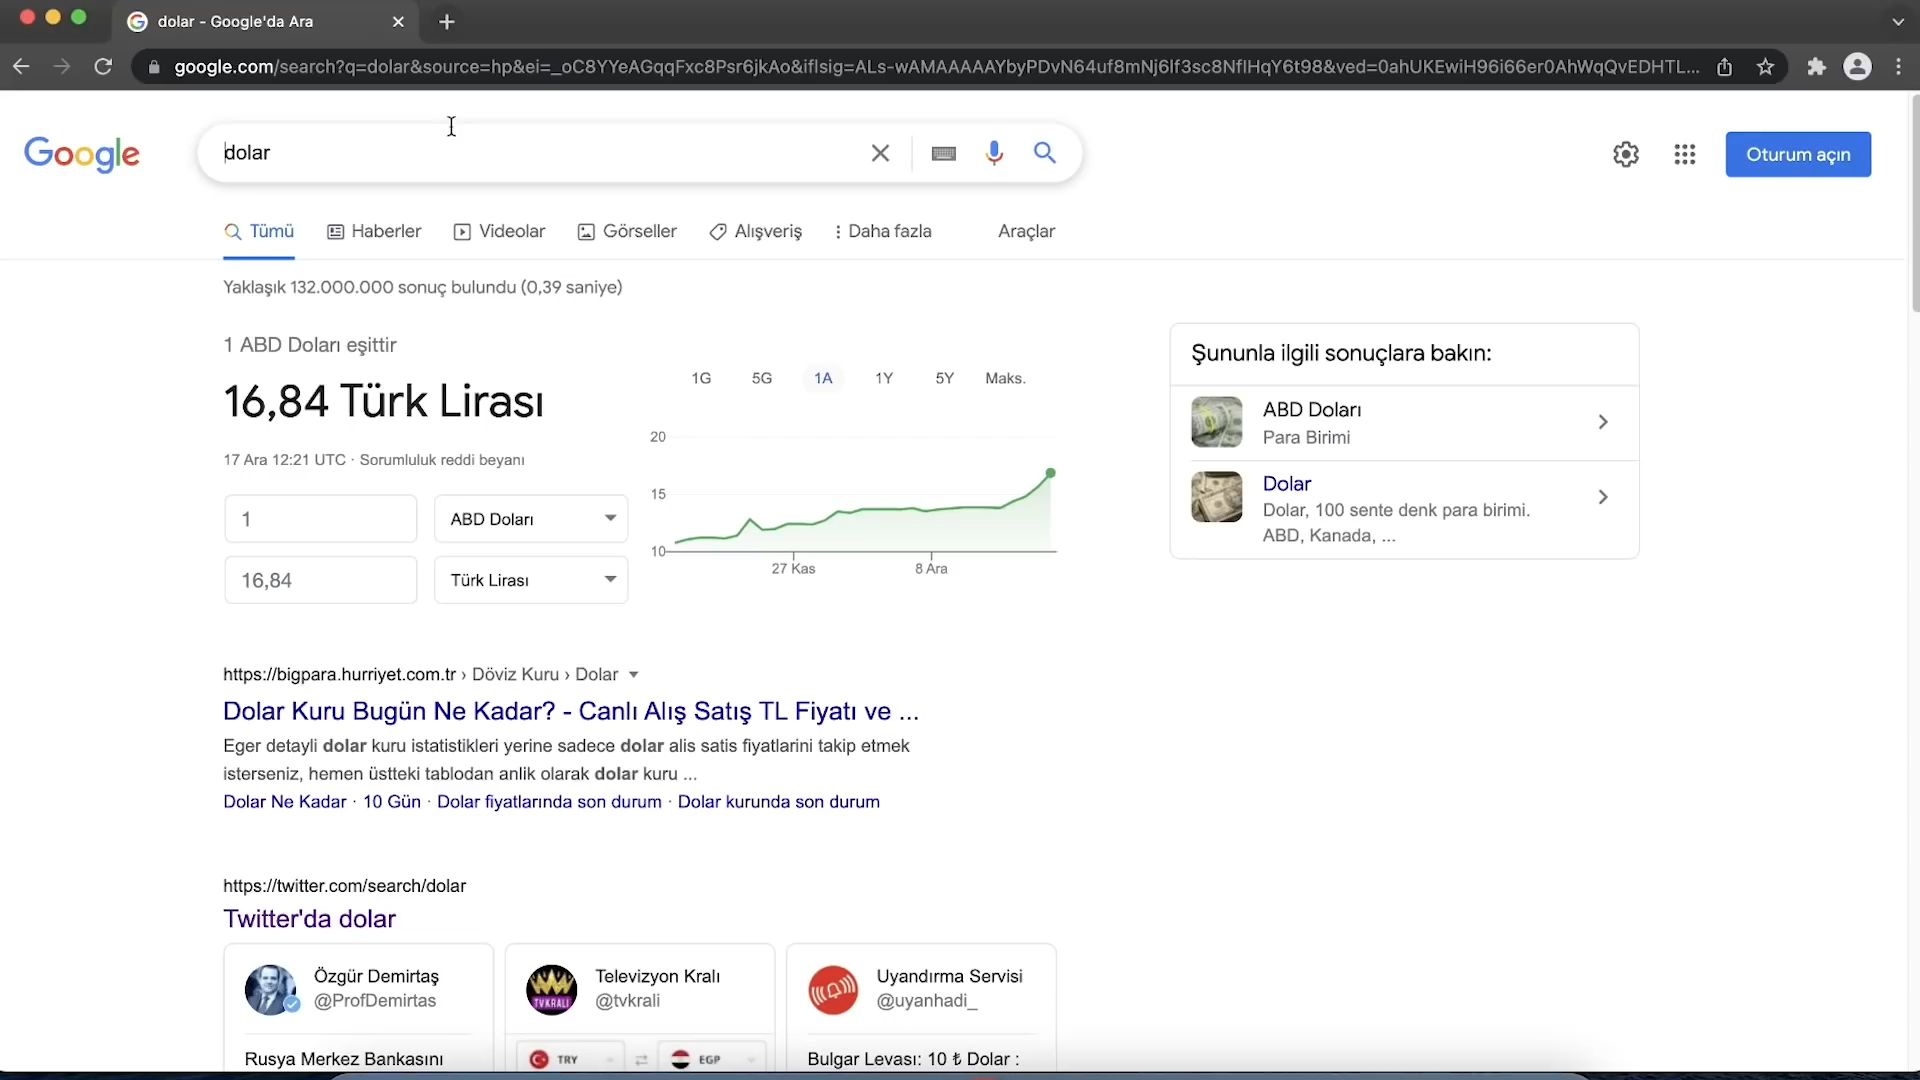 dolar - Google'da Ara
google.com/search?q=dolar&source=hp&ei=_oC8YYeAGqqFxc8Psr6jkAo&iflsig=ALs-wAMAAAAAYbyPDvN64uf8mNj6lf3sc8NflHqY6t98&ved=0ahUKEwiH96i66er0AhWqQvEDHTL...
Google
dolar
Oturum açın
Tümü
Haberler
Videolar
Görseller
Alışveriş
Daha fazla
Araçlar
Yaklaşık 132.000.000 sonuç bulundu (0,39 saniye)
1 ABD Doları eşittir
16,84 Türk Lirası
17 Ara 12:21 UTC · Sorumluluk reddi beyanı
1
ABD Doları
16,84
Türk Lirası
1G 5G 1A 1Y 5Y Maks.
20
15
10
27 Kas
8 Ara
Şununla ilgili sonuçlara bakın:
ABD Doları
Para Birimi
Dolar
Dolar, 100 sente denk para birimi.
ABD, Kanada, ...
https://bigpara.hurriyet.com.tr › Döviz Kuru › Dolar
Dolar Kuru Bugün Ne Kadar? - Canlı Alış Satış TL Fiyatı ve ...
Eger detayli dolar kuru istatistikleri yerine sadece dolar alis satis fiyatlarini takip etmek
isterseniz, hemen üstteki tablodan anlik olarak dolar kuru ...
Dolar Ne Kadar · 10 Gün · Dolar fiyatlarında son durum · Dolar kurunda son durum
https://twitter.com/search/dolar
Twitter'da dolar
Özgür Demirtaş
@ProfDemirtas
Rusya Merkez Bankasını
TVKRALI
Televizyon Kralı
@tvkrali
TRY
EGP
Uyandırma Servisi
@uyanhadi_
Bulgar Levası: 10 ₺ Dolar :